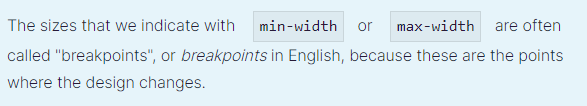 The sizes that we indicate with min-width or max-width are often
called "breakpoints", or breakpoints in English, because these are the points
where the design changes.